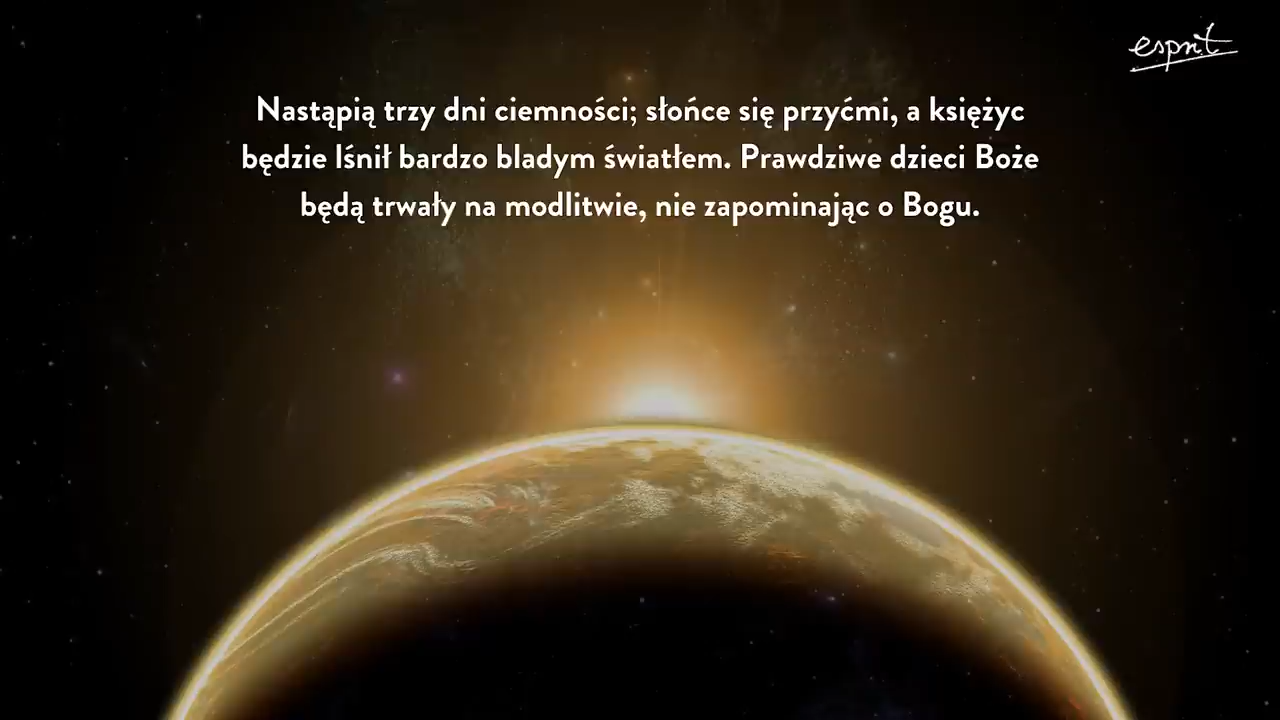 esprit
Nastąpią trzy dni ciemności; słońce się przyćmi, a księżyc
będzie lśnił bardzo bladym światłem. Prawdziwe dzieci Boże
będą trwały na modlitwie, nie zapominając o Bogu.